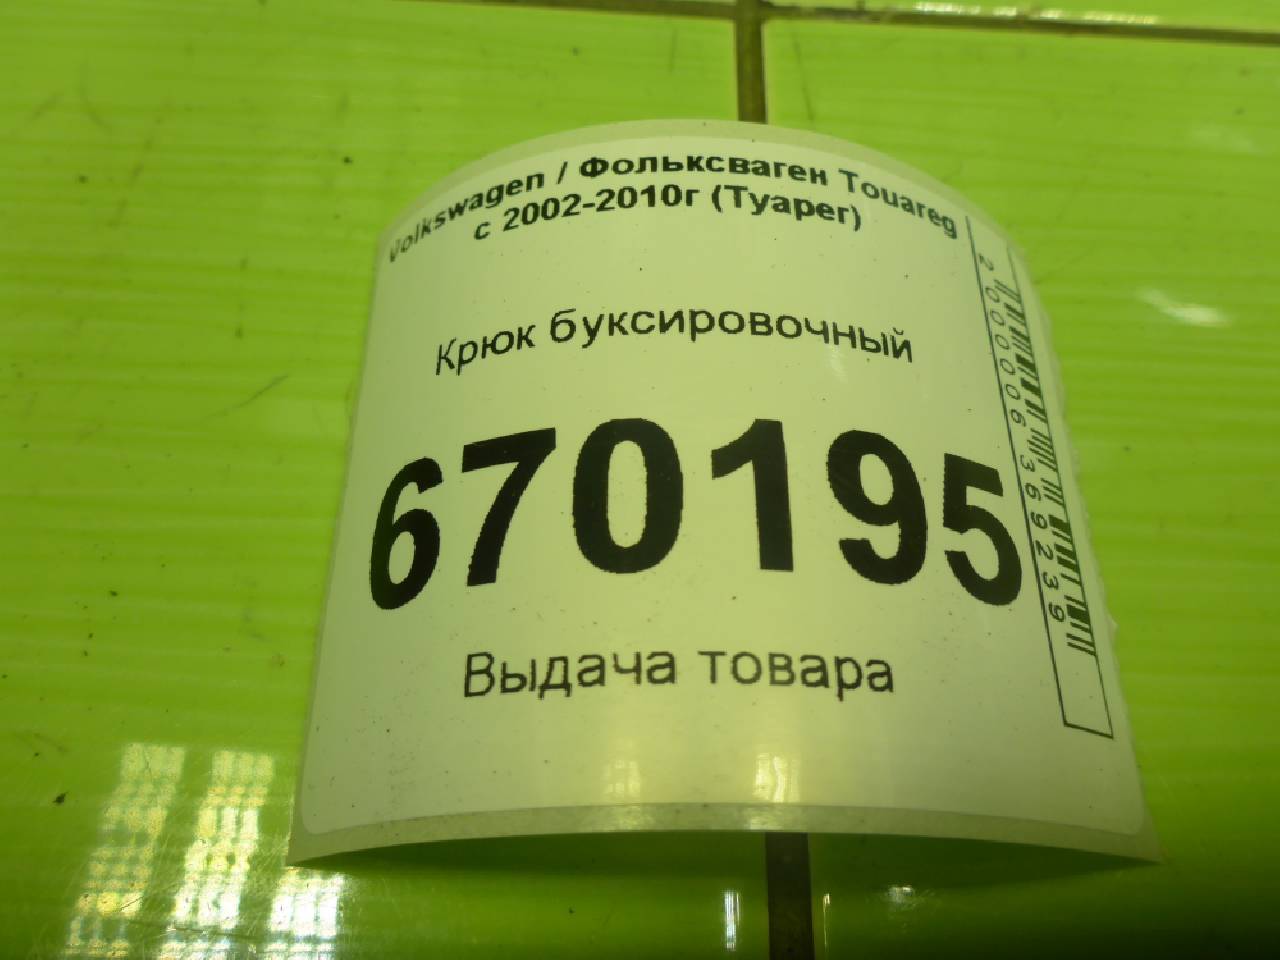 Volkswagen / Фольксваген Touareg
с 2002-2010г (Туарег)
Крюк буксировочный
670195
Выдача товара
2000006369239